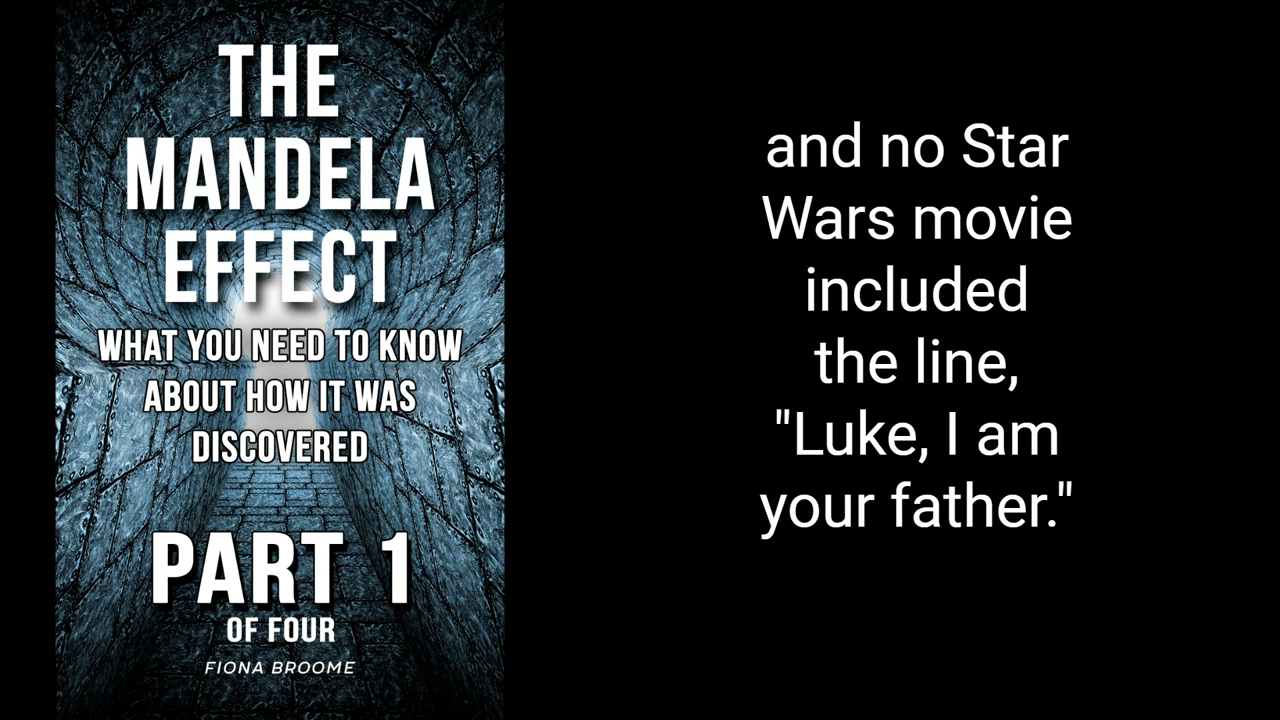 THE
MANDELA
EFFECT
WHAT YOU NEED TO KNOW
ABOUT HOW IT WAS
DISCOVERED
PART 1
OF FOUR
FIONA BROOME
and no Star
Wars movie
included
the line,
"Luke, I am
your father."